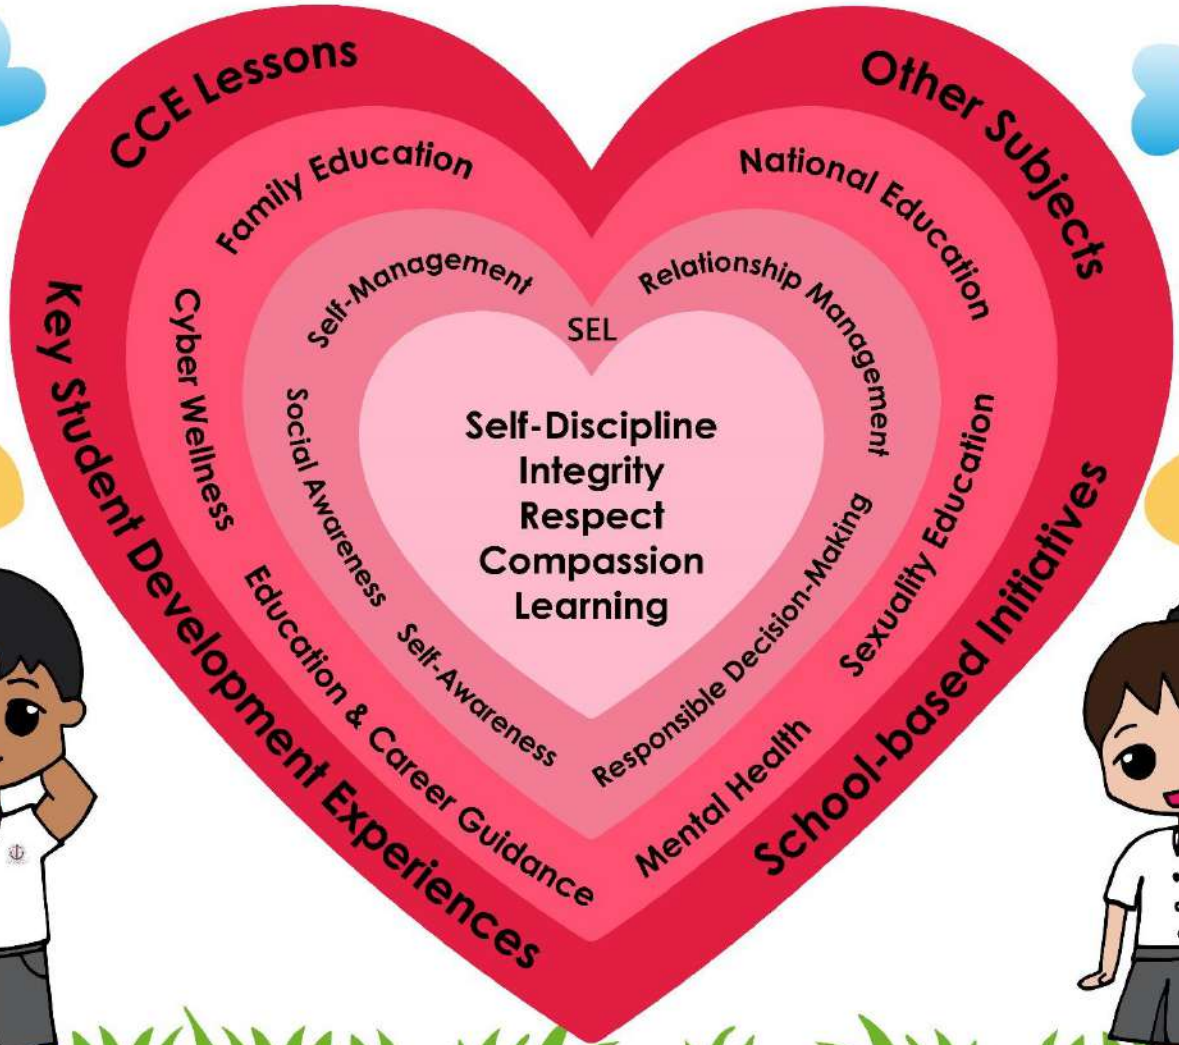 CCE Lessons
Other Subjects
Family Education
National Education
Self-Management
Relationship Management
SEL
Key Student Development Experiences
Cyber Wellness
Social Awareness
Self-Discipline
Integrity
Respect
Compassion
Learning
Self-Awareness
Responsible Decision-Making
Sexuality Education
School-based Initiatives
Education & Career Guidance
Mental Health